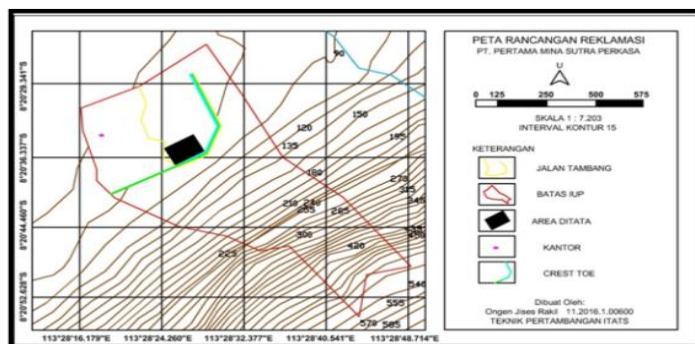 PETA RANCANGAN REKLAMASI
PT. PERTAMA MINA SUTRA PERKASA
U
0 125 250 500 575
SKALA 1 : 7.203
INTERVAL KONTUR 15
KETERANGAN
JALAN TAMBANG
BATAS IUP
AREA DITATA
KANTOR
CREST TOE
Dibuat Oleh:
Ongen Jises Rakil 11.2016.1.00600
TEKNIK PERTAMBANGAN ITATS
8°20'29.341"S
8°20'36.337"S
8°20'44.460"S
8°20'52.628"S
90
150
120
195
135
180
270
315
345
210 240
255
285
300
420
225
540
555
570 585
113°28'16.179"E 113°28'24.260"E 113°28'32.377"E 113°28'40.541"E 113°28'48.714"E